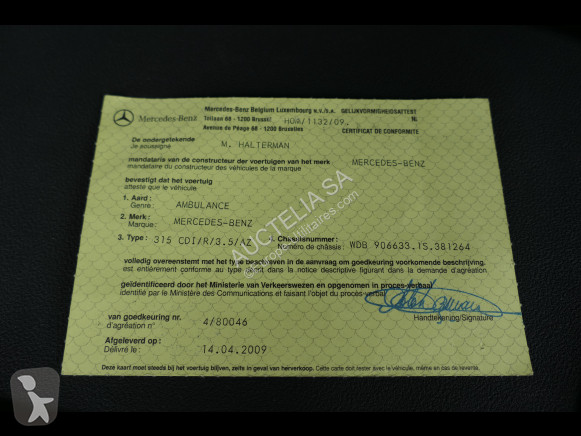 Mercedes-Benz
Mercedes-Benz Belgium Luxembourg n.v./s.a. GELIJKVORMIGHEIDSATTEST
Tollaan 68 - 1200 Brussel HUR/1132/09. N.
Avenue de Péage 68 - 1200 Bruxelles CERTIFICAT DE CONFORMITE
De ondergetekende
Je soussigné M. HALTERMAN
mandataris van de constructeur der voertuigen van het merk MERCEDES-BENZ
mandataire du constructeur des véhicules de la marque
bevestigt dat het voertuig
atteste que le véhicule
1. Aard:
Genre: AMBULANCE
2. Merk:
Marque: MERCEDES-BENZ
3. Type: 315 CDI/R/3.5/AZ Chassisnummer:
Numéro de châssis: WDB 906633.1S.381264
volledig overeenstemt met het type beschreven in de aanvraag om goedkeuring voorkomende beschrijving.
est entièrement conforme au type décrit dans la notice descriptive figurant dans la demande d'agréation
geïdentificeerd door het Ministerie van Verkeerswezen en opgenomen in proces-verbaal
identifié par le Ministère des Communications et faisant l'objet du procès-verbal
van goedkeuring nr.
d'agréation n° 4/80046
Handtekening/Signature
Afgeleverd op:
Délivré le: 14.04.2009
Deze kaart moet steeds bij het voertuig blijven, zelfs in geval van herverkoop. Cette carte doit rester avec le véhicule, même en cas de revente.
AUCTELIA SA